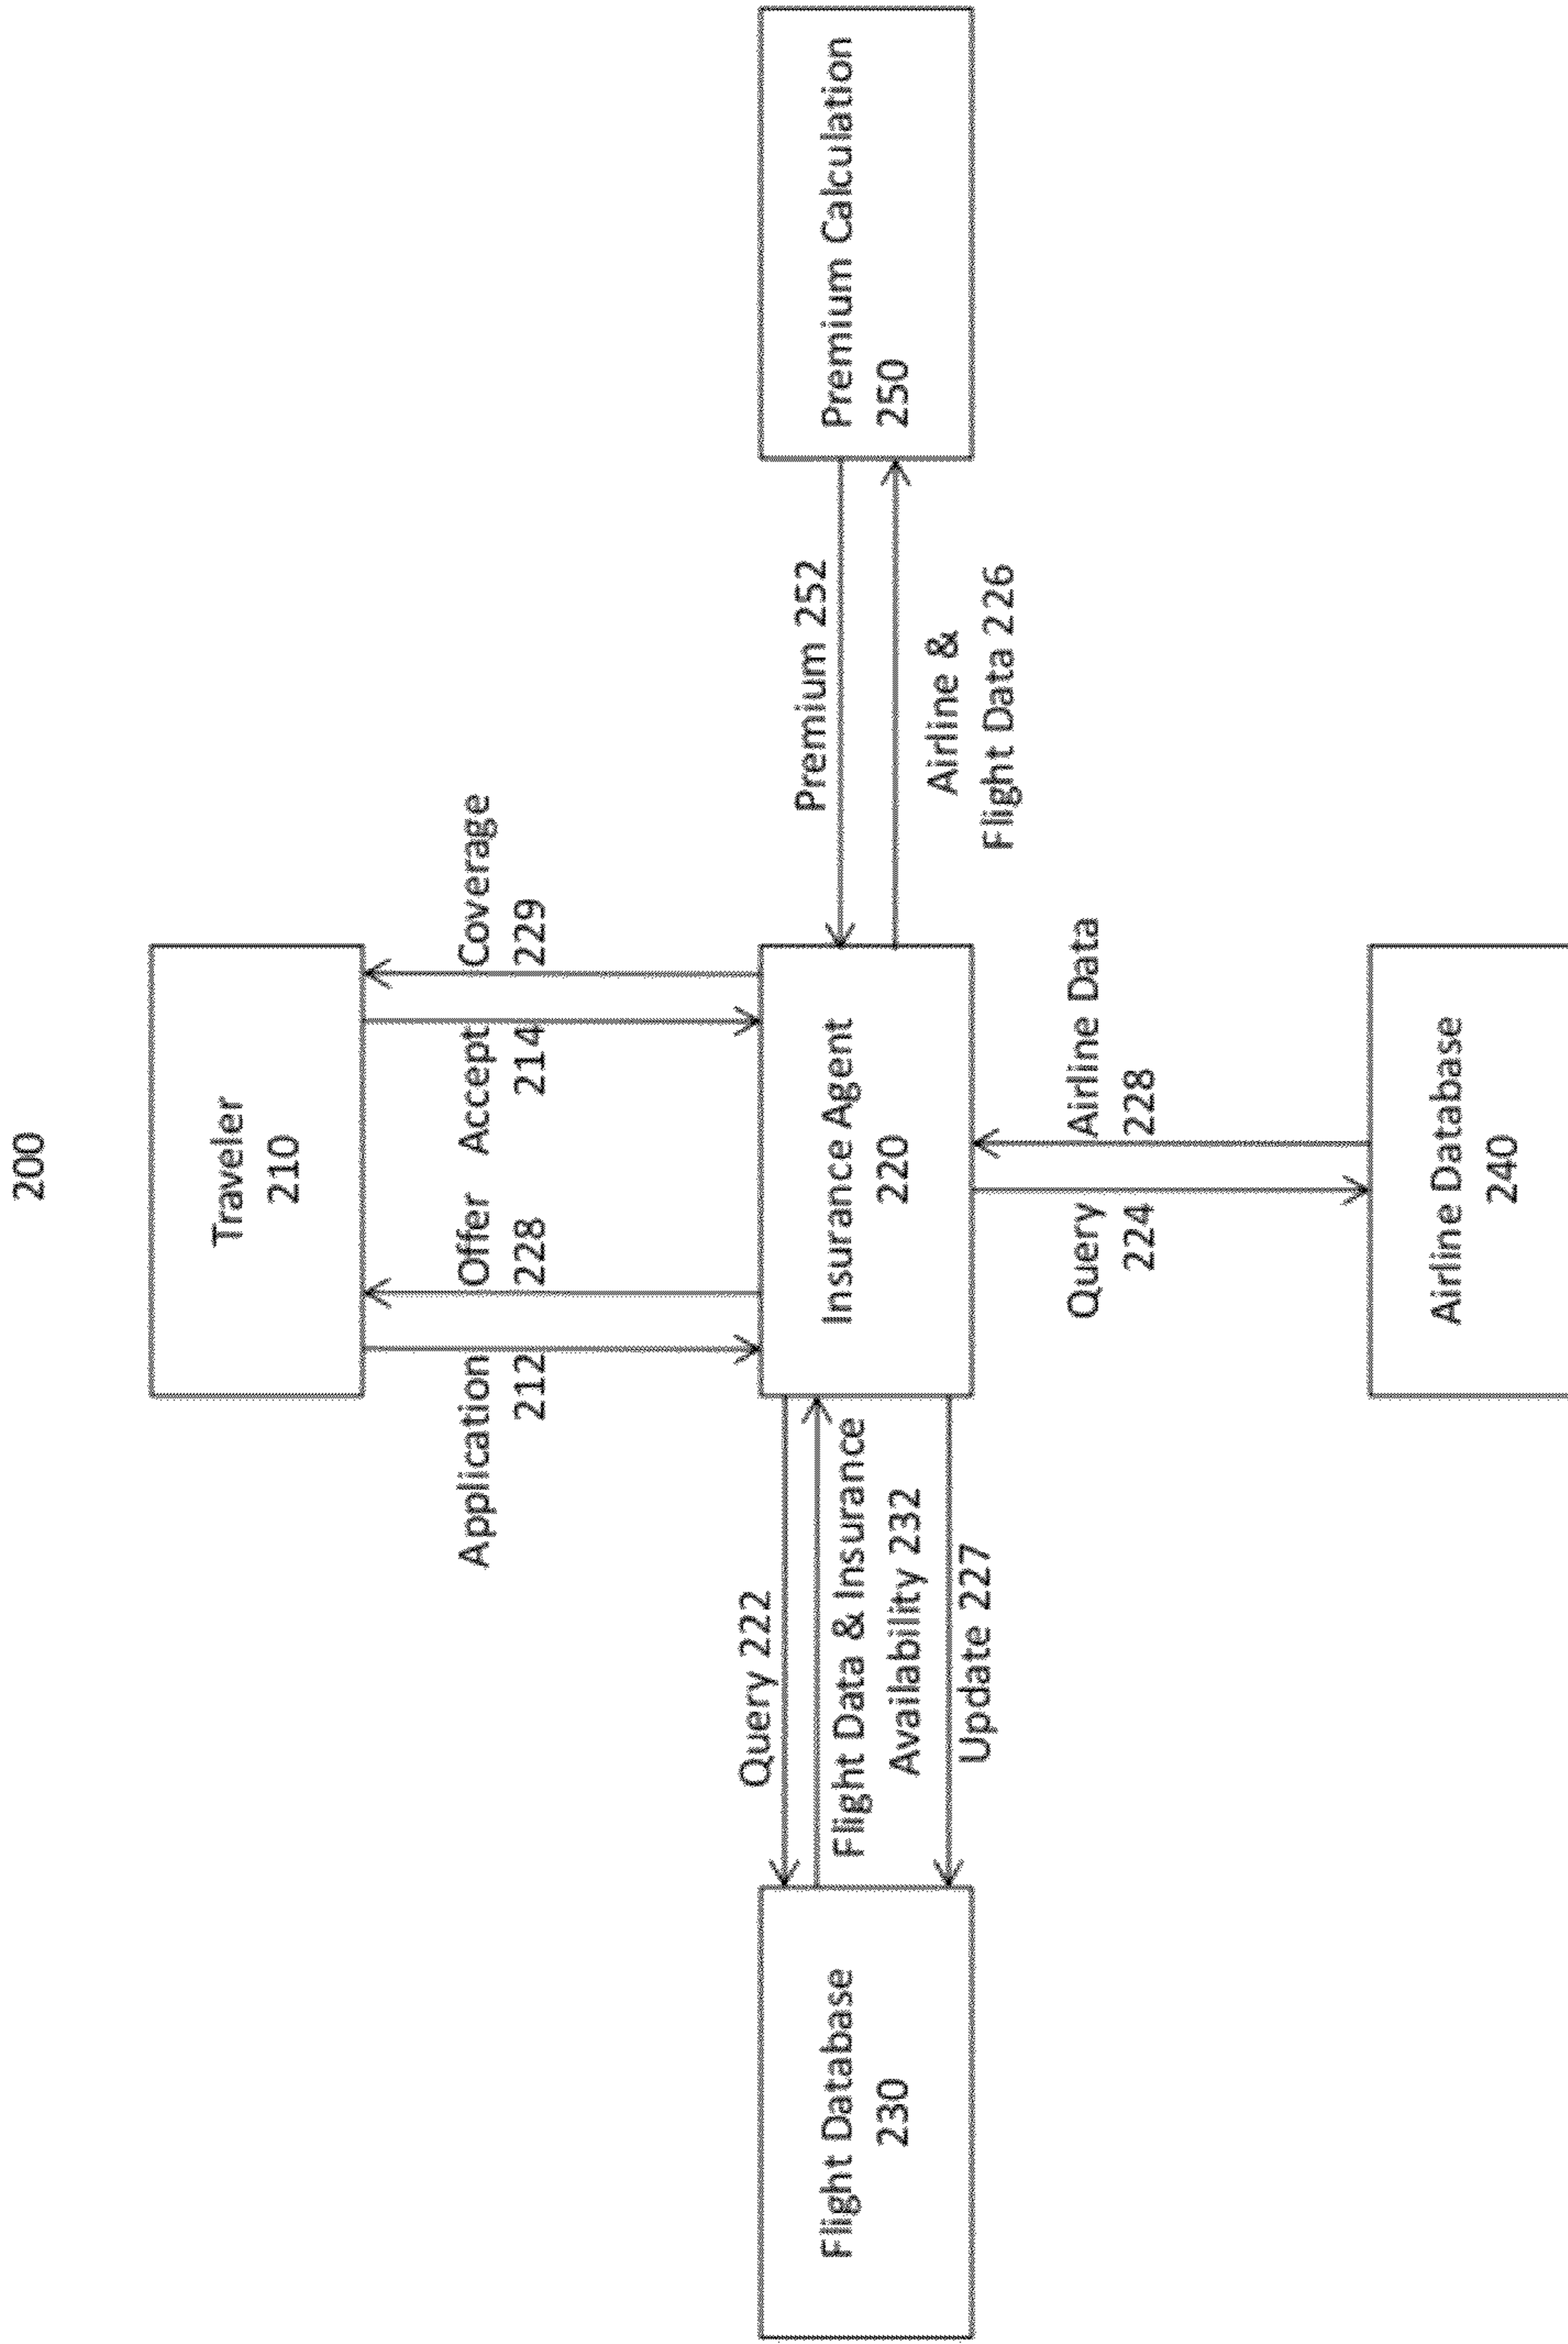 200
Traveler
210
Application
212
Offer
228
Accept
214
Coverage
229
Query 222
Flight Data & Insurance
Availability 232
Update 227
Flight Database
230
Insurance Agent
220
Premium 252
Airline &
Flight Data 226
Premium Calculation
250
Query
224
Airline Data
228
Airline Database
240